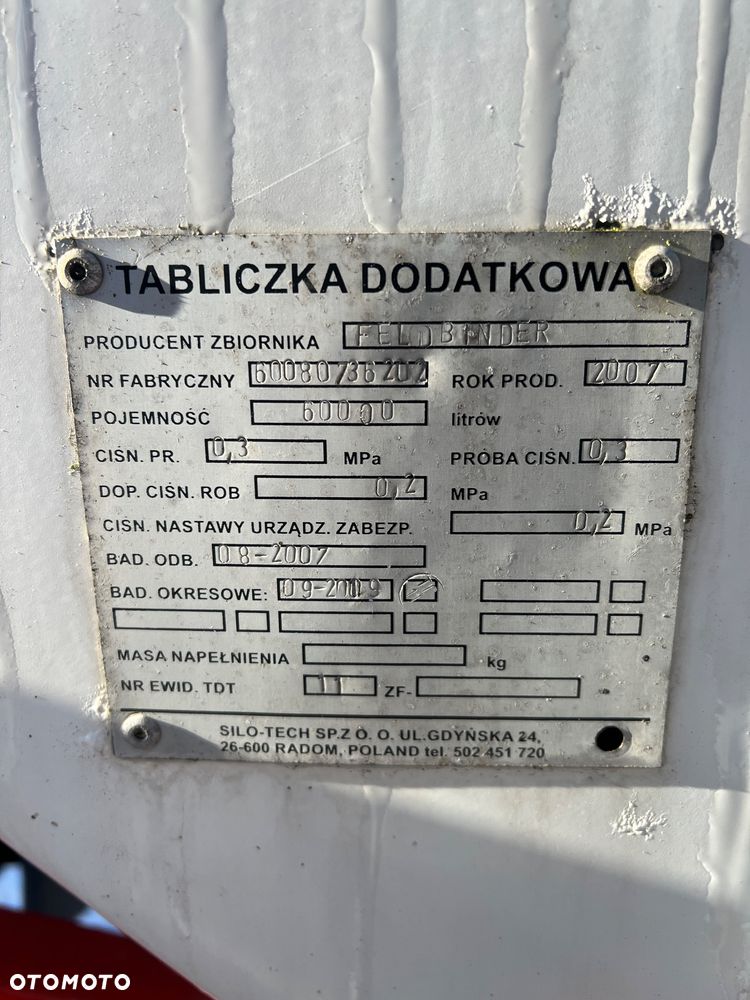 TABLICZKA DODATKOWA
PRODUCENT ZBIORNIKA FELDBINDER
NR FABRYCZNY 60080736202 ROK PROD. 2007
POJEMNOŚĆ 60000 litrów
CIŚN. PR. 0,3 MPa PRÓBA CIŚN. 0,3
DOP. CIŚN. ROB 0,2 MPa
CIŚN. NASTAWY URZĄDZ. ZABEZP. 0,2 MPa
BAD. ODB. 08-2007
BAD. OKRESOWE: 09-2009
MASA NAPEŁNIENIA kg
NR EWID. TDT 11 ZF-
SILO-TECH SP.Z O. O. UL.GDYŃSKA 24,
26-600 RADOM, POLAND tel. 502 451 720
OTOMOTO